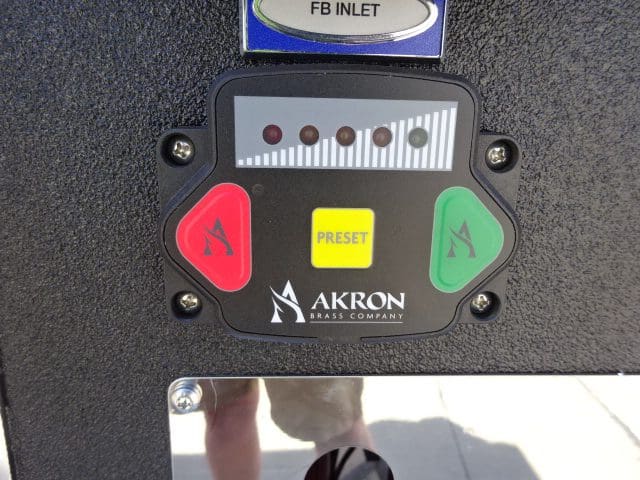 FB INLET
PRESET
AKRON
BRASS COMPANY